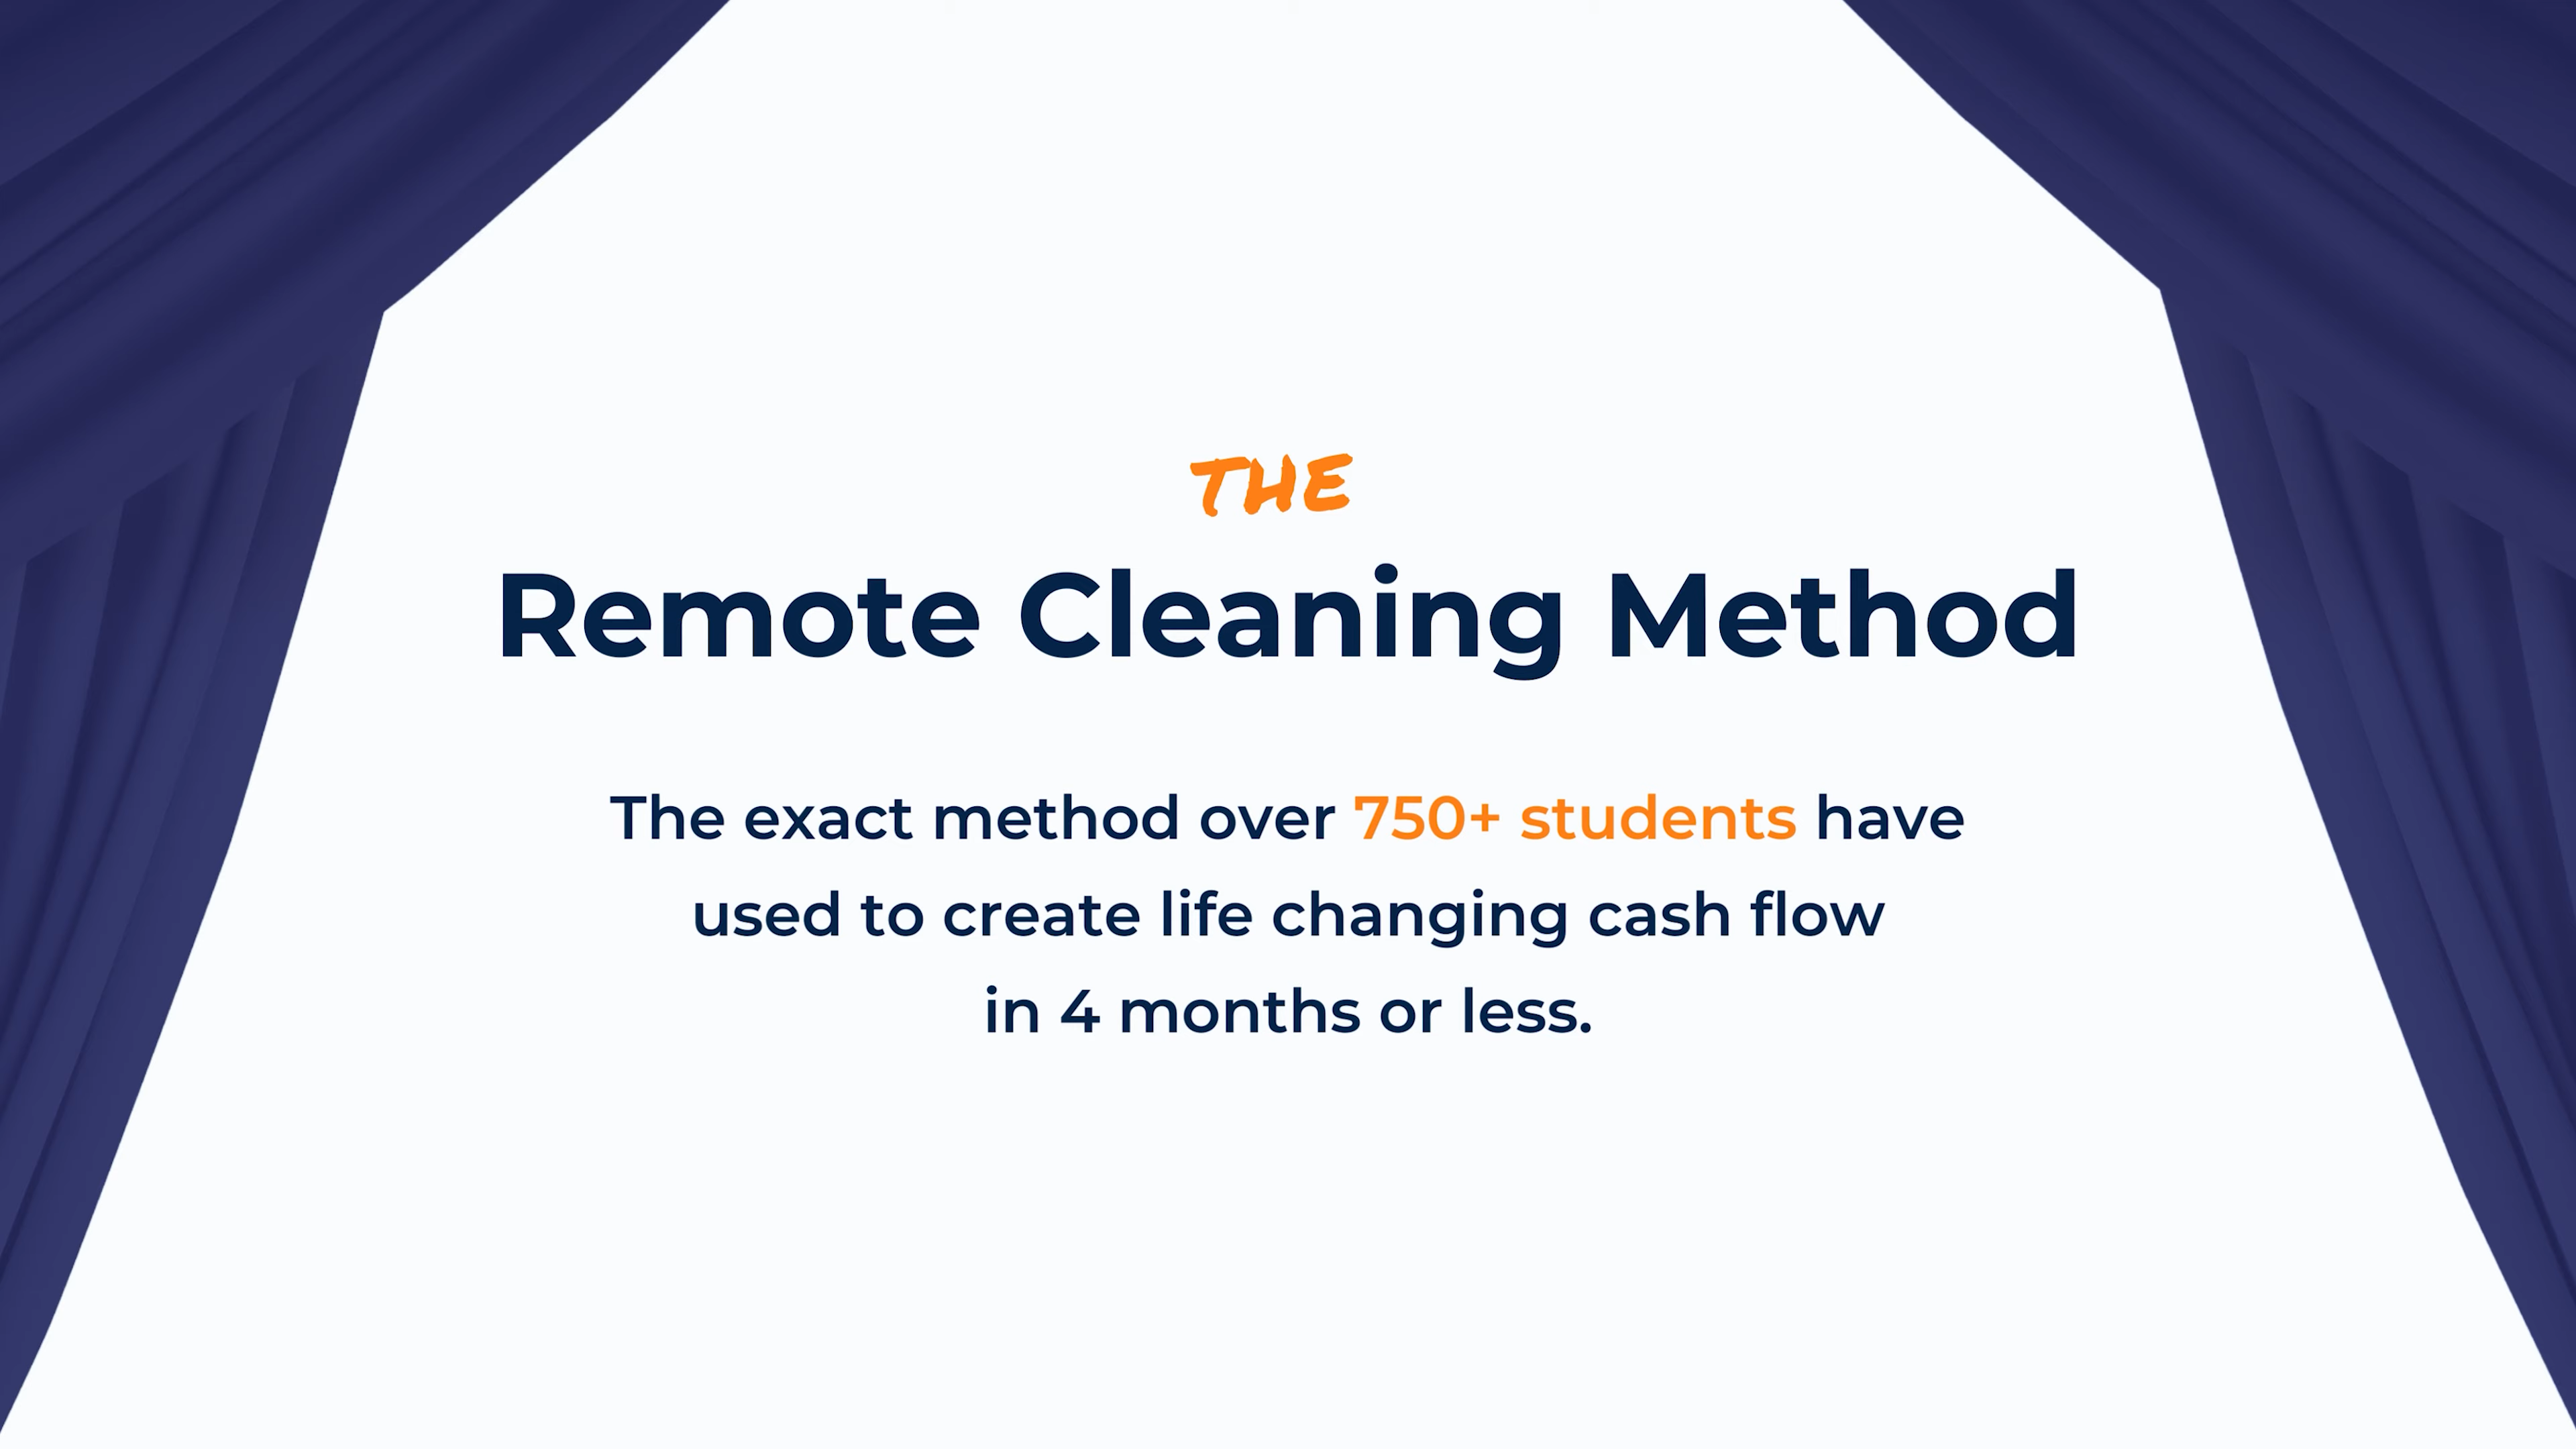 THE
Remote Cleaning Method
The exact method over 750+ students have
used to create life changing cash flow
in 4 months or less.